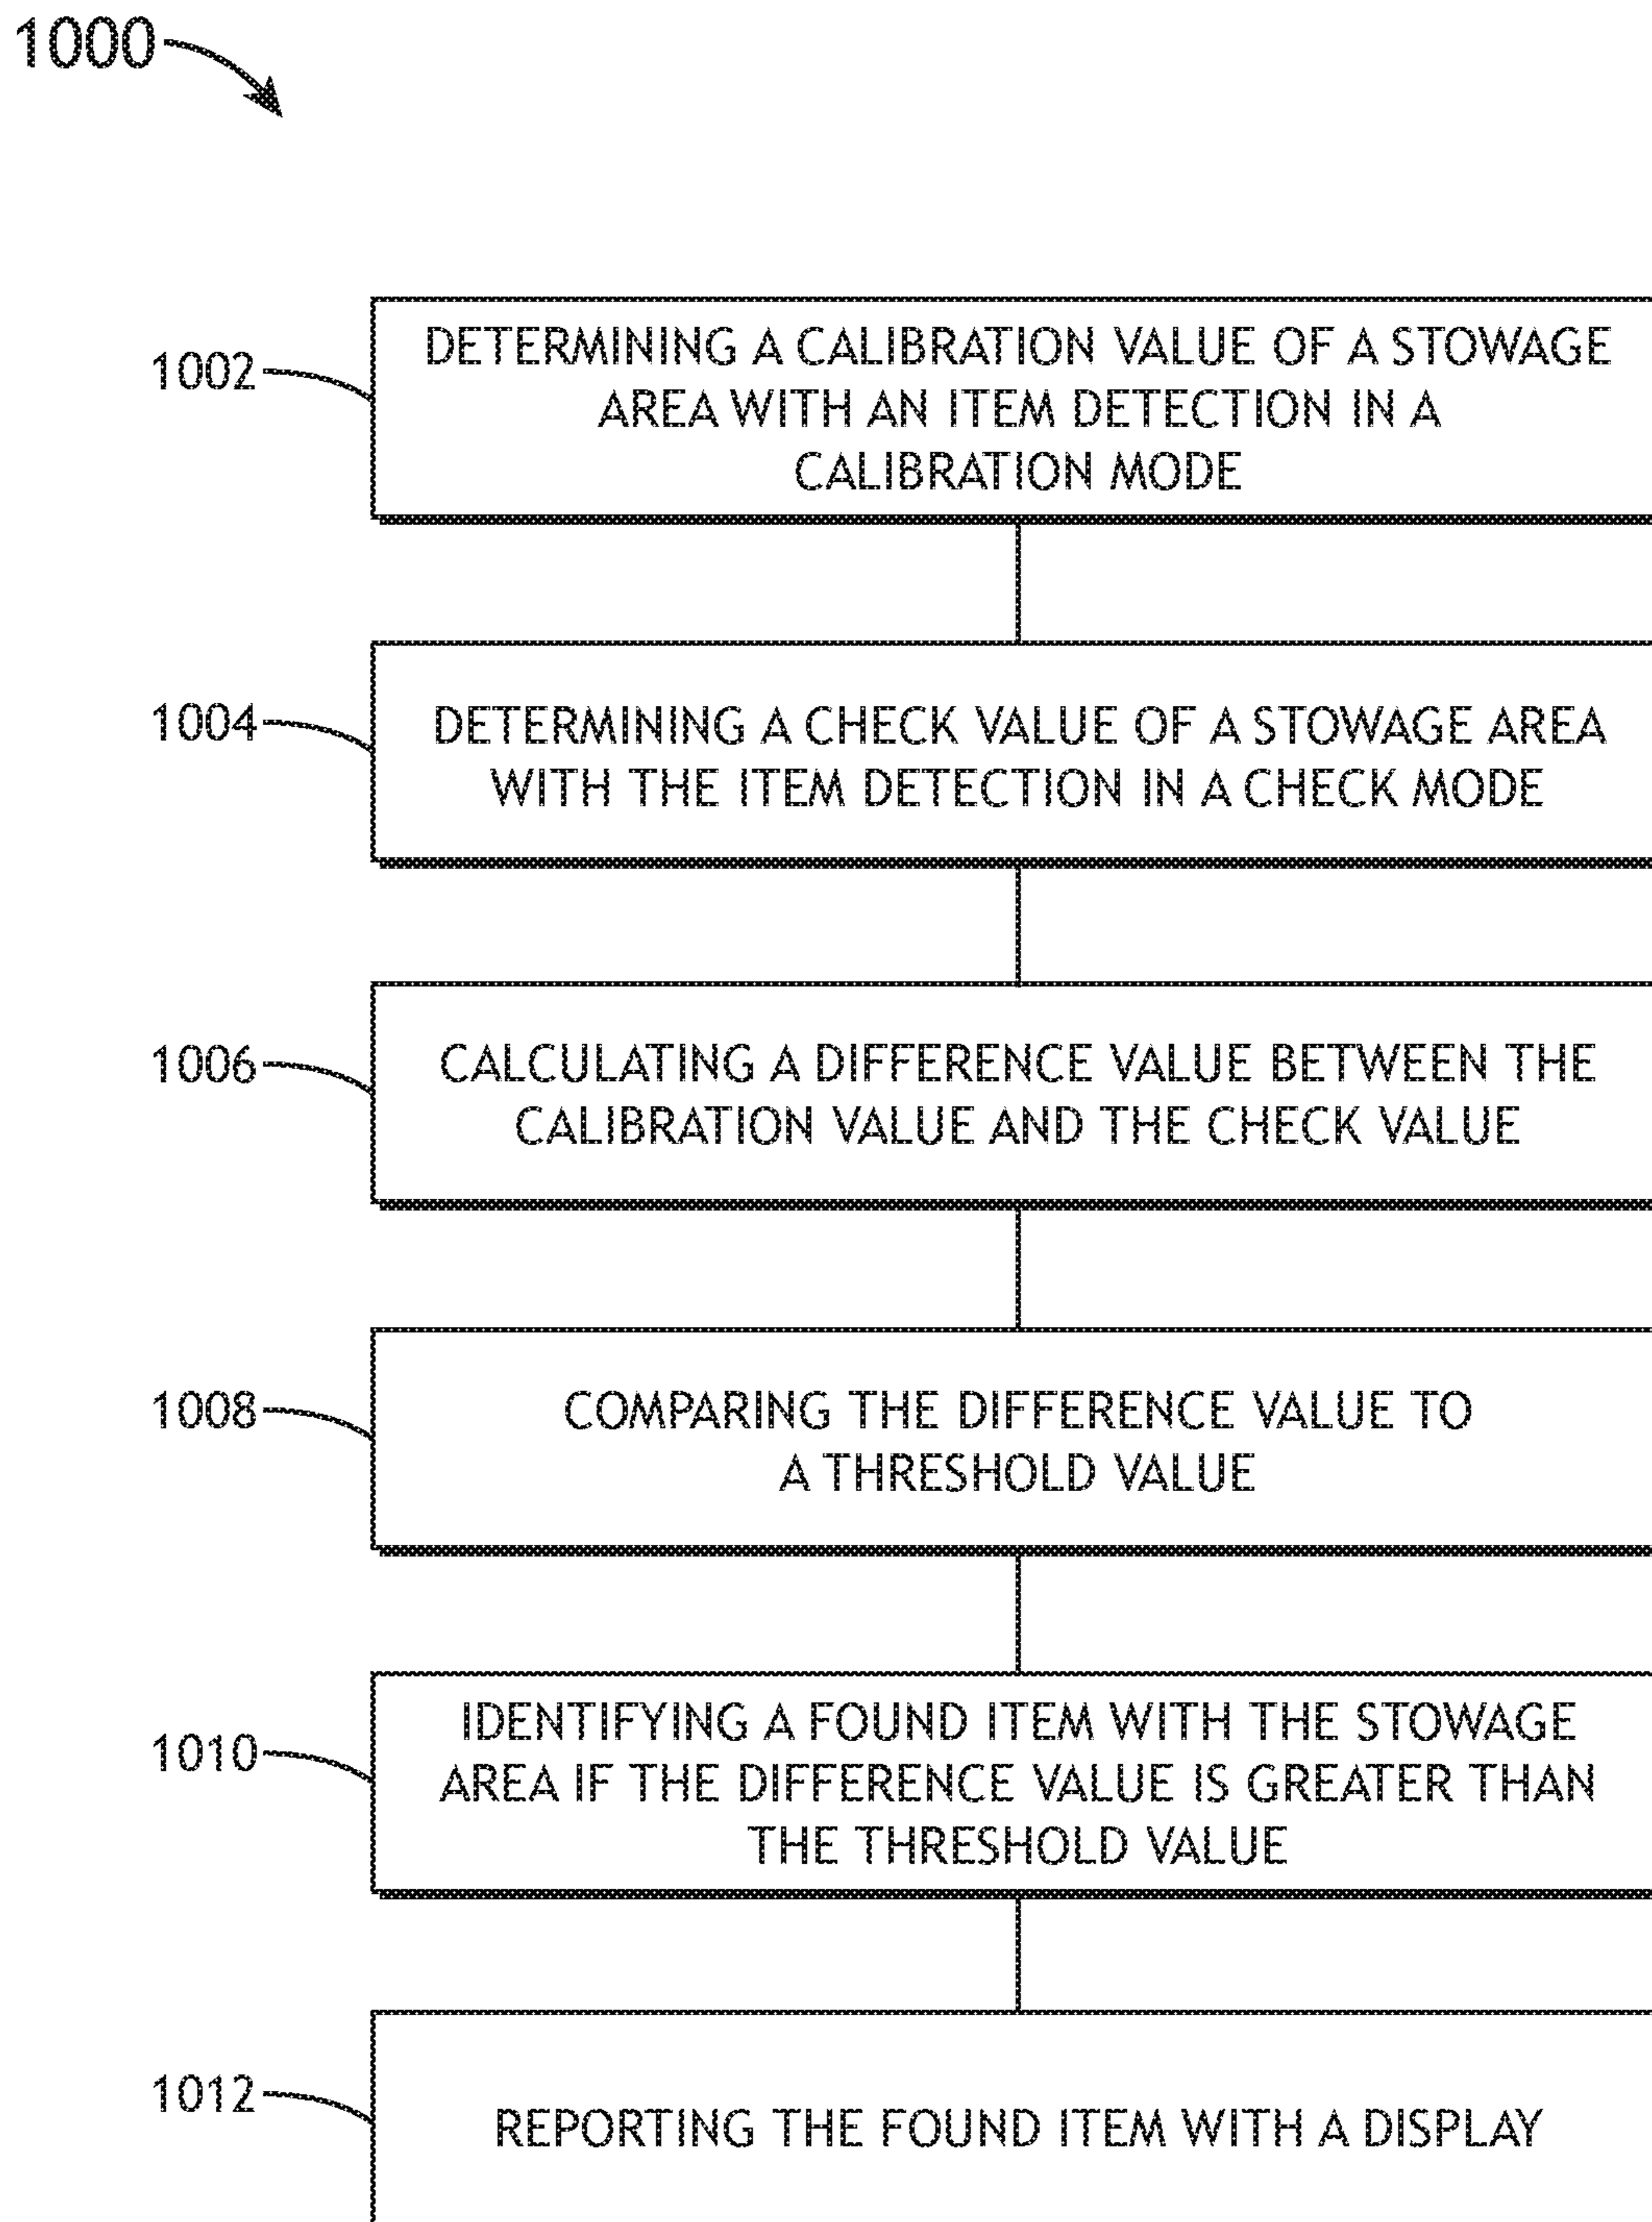 1000
1002
DETERMINING A CALIBRATION VALUE OF A STOWAGE
AREA WITH AN ITEM DETECTION IN A
CALIBRATION MODE
1004
DETERMINING A CHECK VALUE OF A STOWAGE AREA
WITH THE ITEM DETECTION IN A CHECK MODE
1006
CALCULATING A DIFFERENCE VALUE BETWEEN THE
CALIBRATION VALUE AND THE CHECK VALUE
1008
COMPARING THE DIFFERENCE VALUE TO
A THRESHOLD VALUE
1010
IDENTIFYING A FOUND ITEM WITH THE STOWAGE
AREA IF THE DIFFERENCE VALUE IS GREATER THAN
THE THRESHOLD VALUE
1012
REPORTING THE FOUND ITEM WITH A DISPLAY